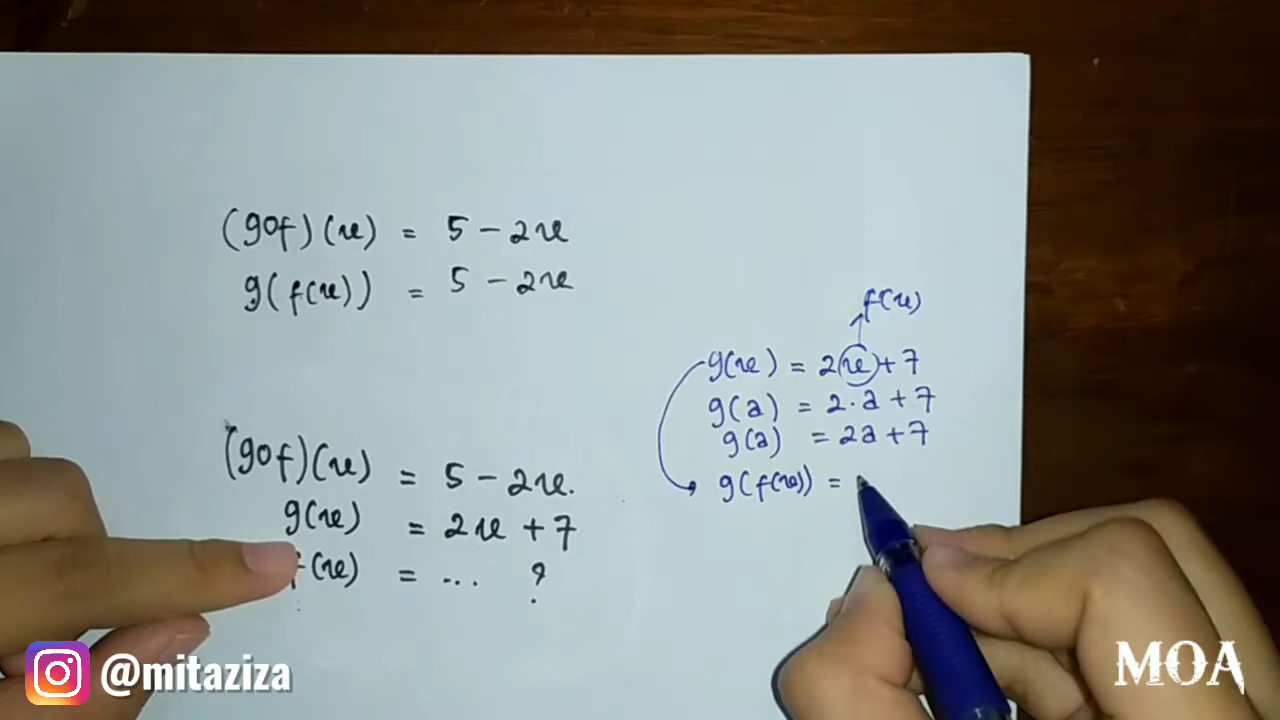 (gof)(x) = 5 - 2x
g(f(x)) = 5 - 2x
f(x)
g(x) = 2x + 7
g(a) = 2.a + 7
g(a) = 2a + 7
g(f(x)) =
(gof)(x) = 5 - 2x.
g(x) = 2x + 7
f(x) = ... ?
@mitaziza
MOA